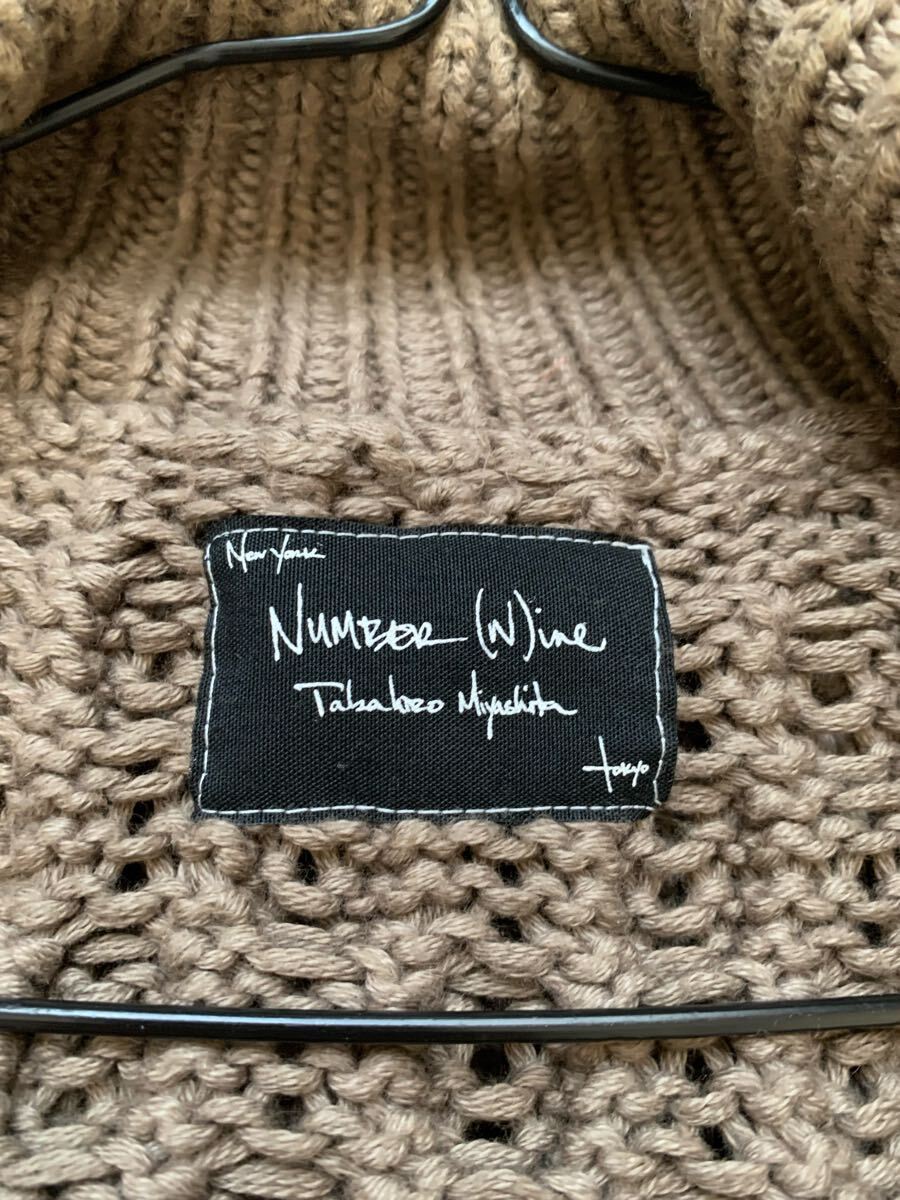 New York
NUMBER (N)ine
Takahiro Miyashita
tokyo